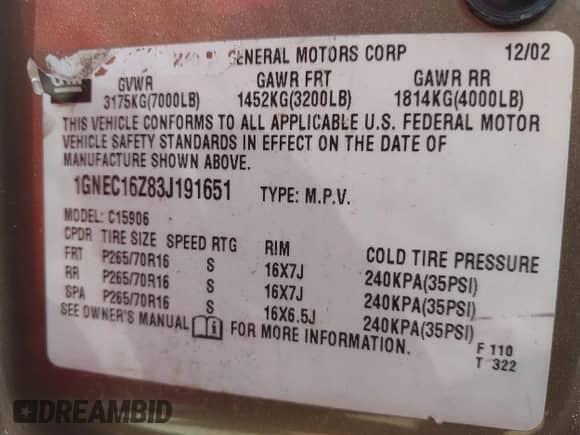 GENERAL MOTORS CORP 12/02
GVWR GAWR FRT GAWR RR
3175KG(7000LB) 1452KG(3200LB) 1814KG(4000LB)
THIS VEHICLE CONFORMS TO ALL APPLICABLE U.S. FEDERAL MOTOR
VEHICLE SAFETY STANDARDS IN EFFECT ON THE DATE OF
MANUFACTURE SHOWN ABOVE.
1GNEC16Z83J191651 TYPE: M.P.V.
MODEL: C15906
CPDR TIRE SIZE SPEED RTG RIM COLD TIRE PRESSURE
FRT P265/70R16 S 16X7J 240KPA(35PSI)
RR P265/70R16 S 16X7J 240KPA(35PSI)
SPA P265/70R16 S 16X6.5J 240KPA(35PSI)
SEE OWNER'S MANUAL FOR MORE INFORMATION.
F 110
T 322
DREAMBID